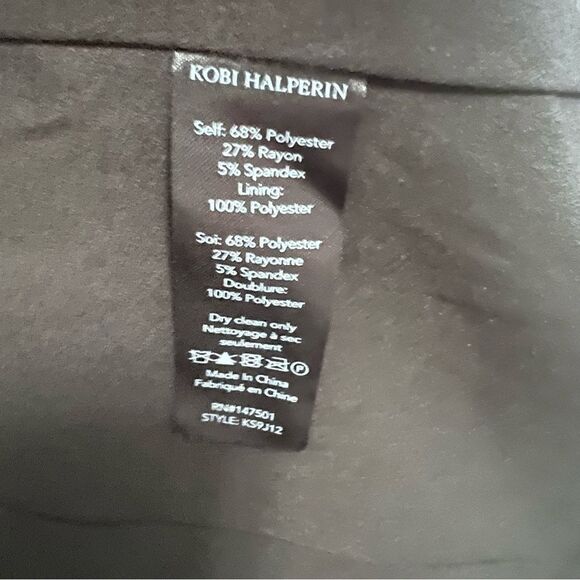 KOBI HALPERIN
Self: 68% Polyester
27% Rayon
5% Spandex
Lining:
100% Polyester
Soi: 68% Polyester
27% Rayonne
5% Spandex
Doublure:
100% Polyester
Dry clean only
Nettoyage à sec
seulement
P
Made In China
Fabriqué en Chine
RN#147501
STYLE: KS9J12